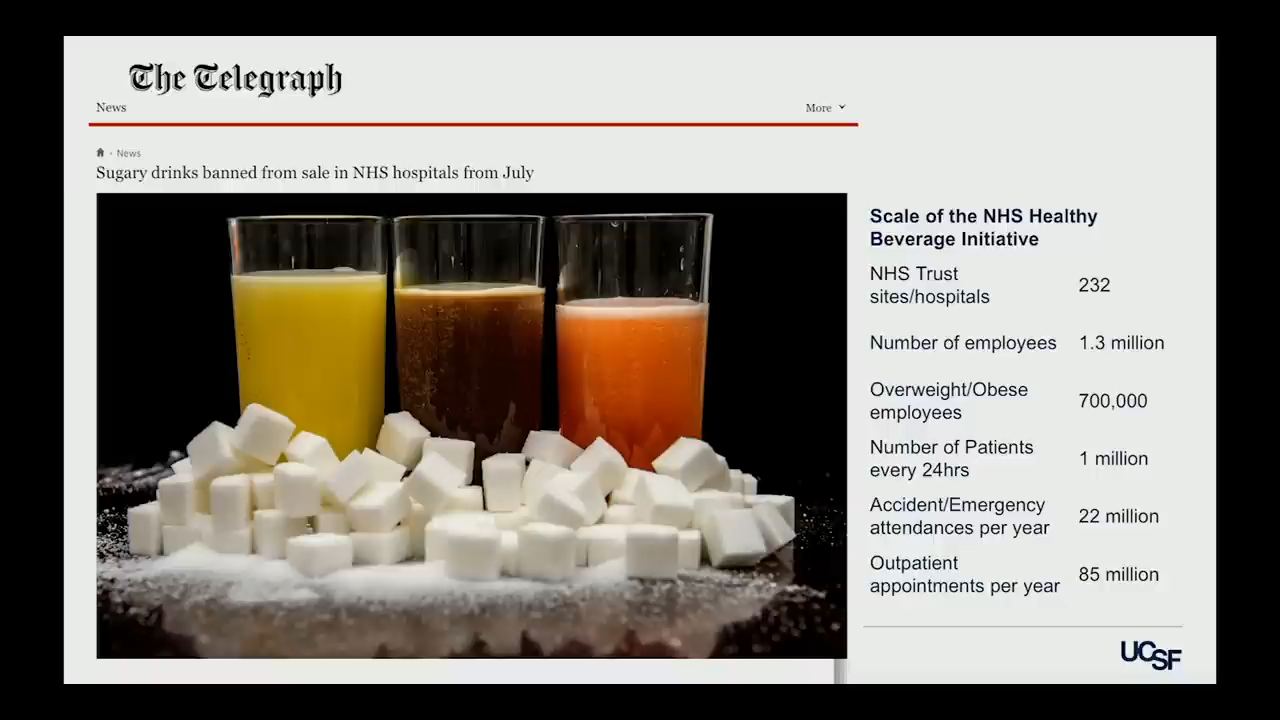 The Telegraph
News
More
News
Sugary drinks banned from sale in NHS hospitals from July
Scale of the NHS Healthy
Beverage Initiative
NHS Trust
sites/hospitals
232
Number of employees
1.3 million
Overweight/Obese
employees
700,000
Number of Patients
every 24hrs
1 million
Accident/Emergency
attendances per year
22 million
Outpatient
appointments per year
85 million
UCSF